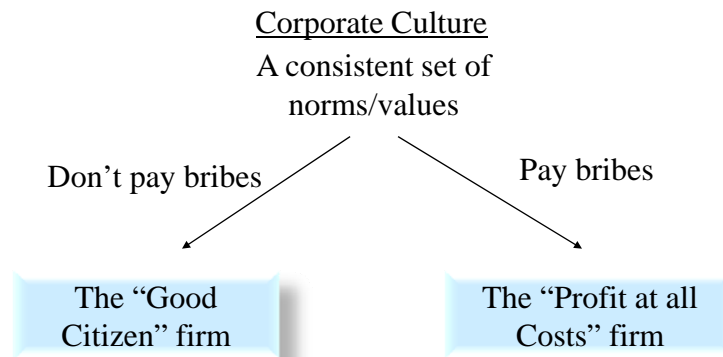 Corporate Culture
A consistent set of
norms/values
Don’t pay bribes
Pay bribes
The “Good
Citizen” firm
The “Profit at all
Costs” firm